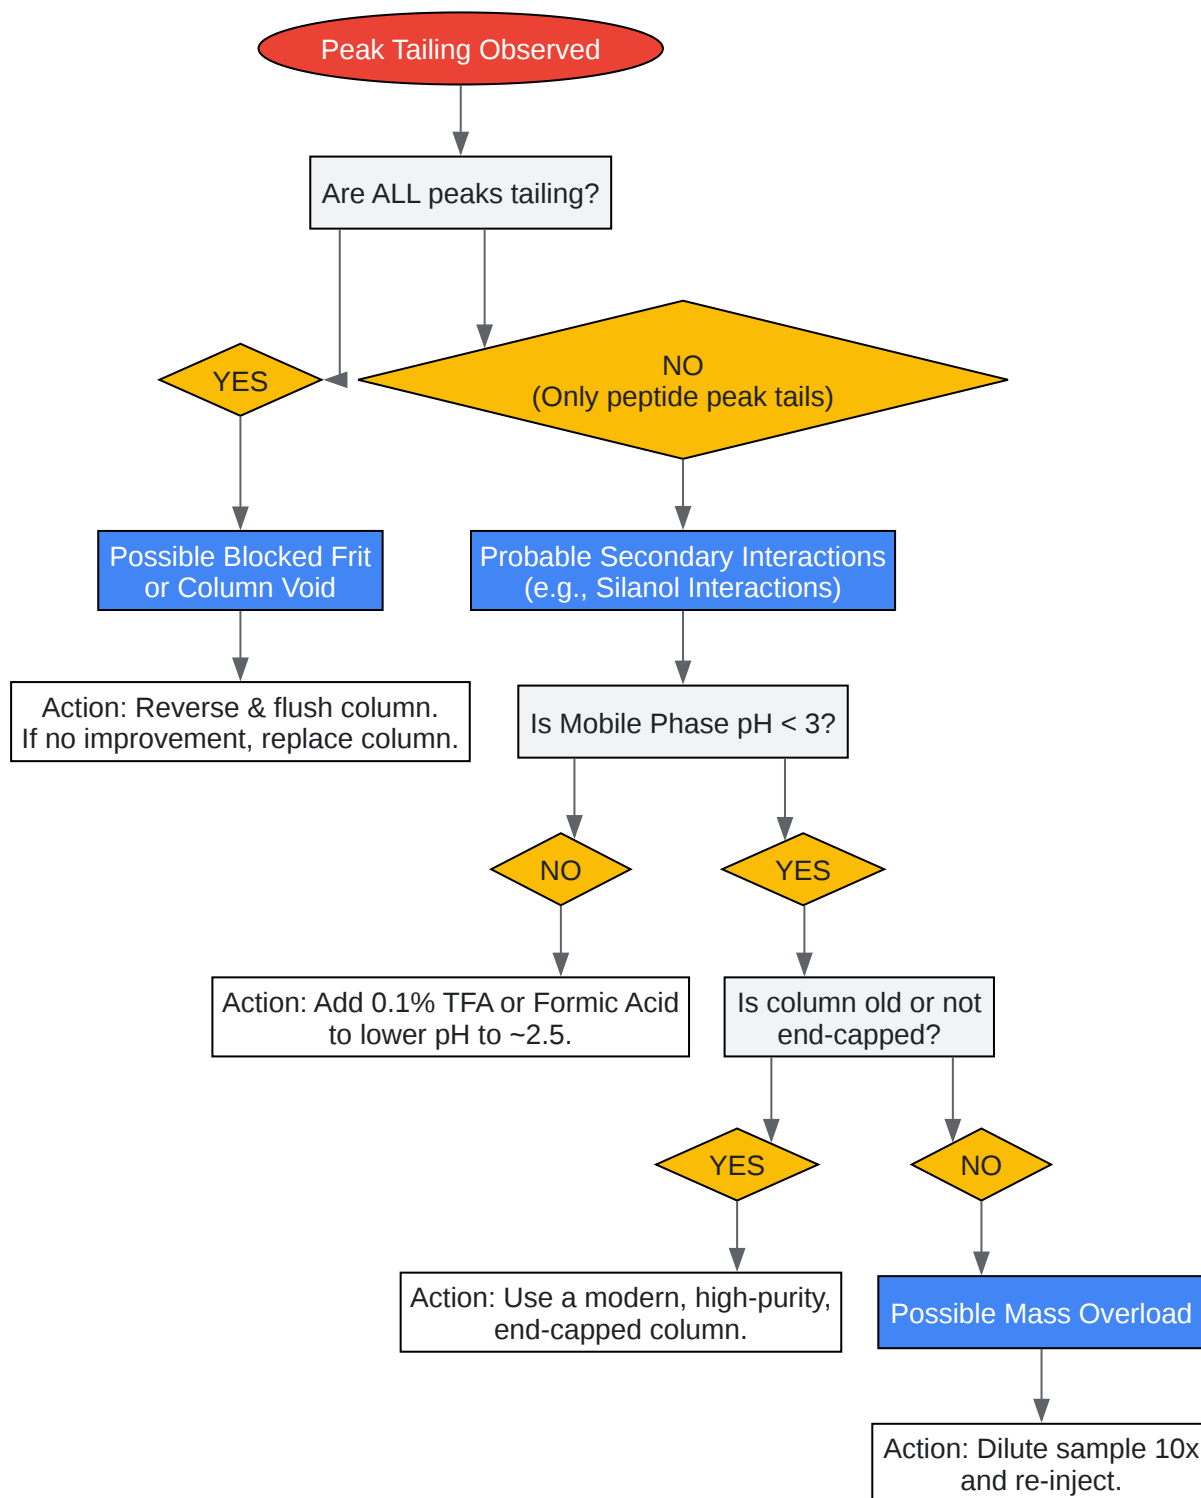 Peak Tailing Observed
Are ALL peaks tailing?
YES
NO
(Only peptide peak tails)
Possible Blocked Frit
or Column Void
Probable Secondary Interactions
(e.g., Silanol Interactions)
Action: Reverse & flush column.
If no improvement, replace column.
Is Mobile Phase pH < 3?
NO
YES
Action: Add 0.1% TFA or Formic Acid
to lower pH to ~2.5.
Is column old or not
end-capped?
YES
NO
Action: Use a modern, high-purity,
end-capped column.
Possible Mass Overload
Action: Dilute sample 10x
and re-inject.